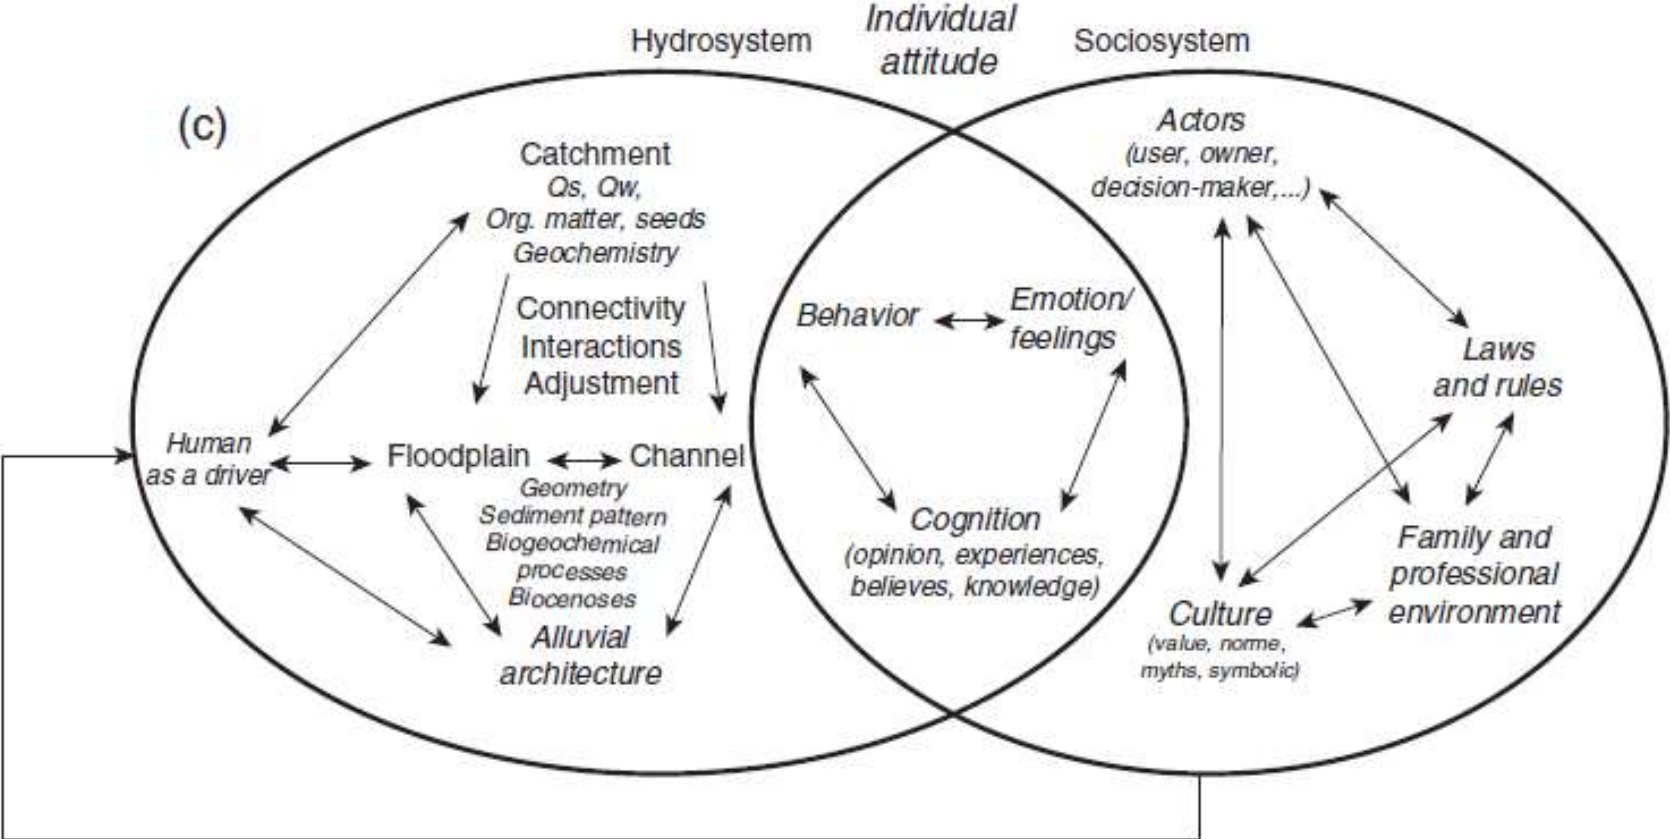 Hydrosystem
Individual
attitude
Sociosystem
(c)
Catchment
Qs, Qw,
Org. matter, seeds
Geochemistry
Connectivity
Interactions
Adjustment
Human
as a driver
Floodplain
Channel
Geometry
Sediment pattern
Biogeochemical
processes
Biocenoses
Alluvial
architecture
Behavior
Emotion/
feelings
Cognition
(opinion, experiences,
believes, knowledge)
Actors
(user, owner,
decision-maker,...)
Laws
and rules
Family and
professional
environment
Culture
(value, norme,
myths, symbolic)